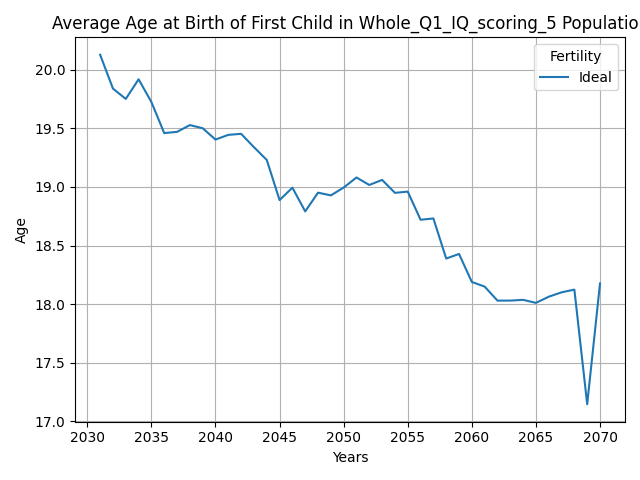 Average Age at Birth of First Child in Whole_Q1_IQ_scoring_5 Populatio
Fertility
Ideal
Age
20.0
19.5
19.0
18.5
18.0
17.5
17.0
2030 2035 2040 2045 2050 2055 2060 2065 2070
Years